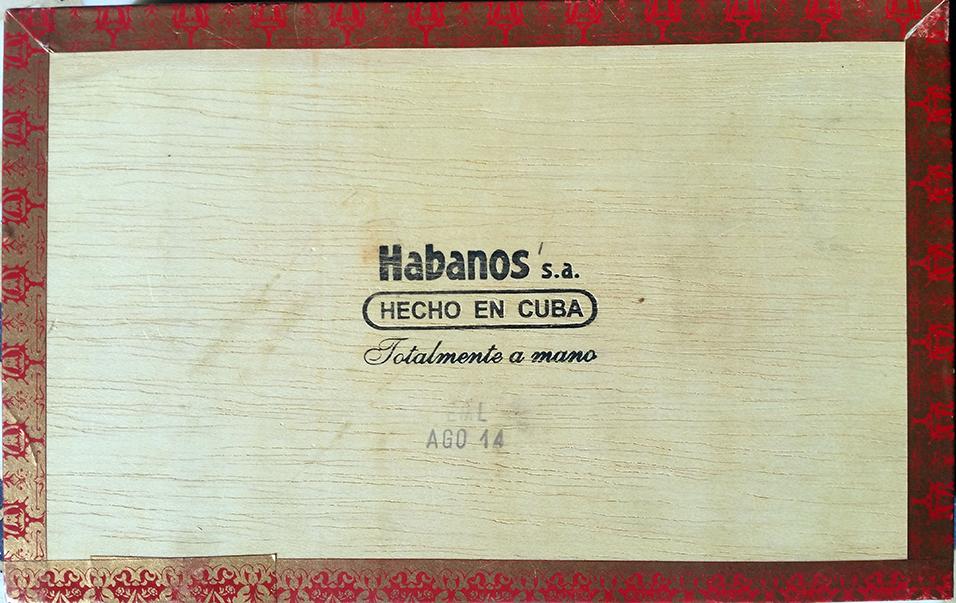 Habanos s.a.
HECHO EN CUBA
Totalmente a mano
AGO 14